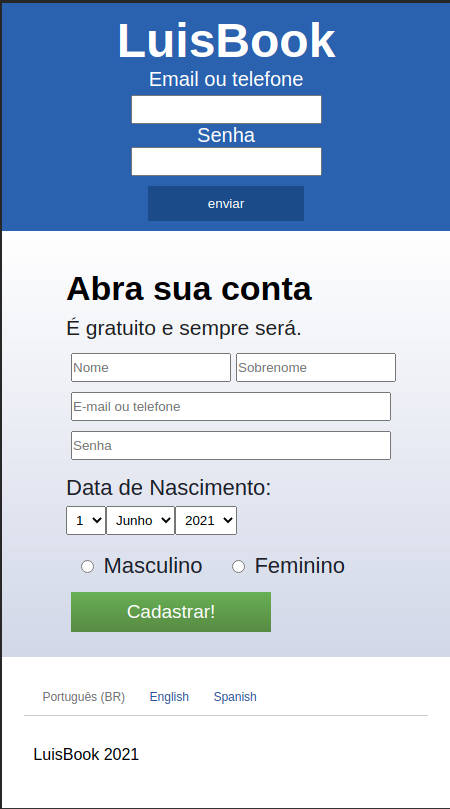 LuisBook
Email ou telefone
Senha
enviar
Abra sua conta
É gratuito e sempre será.
Nome Sobrenome
E-mail ou telefone
Senha
Data de Nascimento:
1 Junho 2021
Masculino Feminino
Cadastrar!
Português (BR) English Spanish
LuisBook 2021